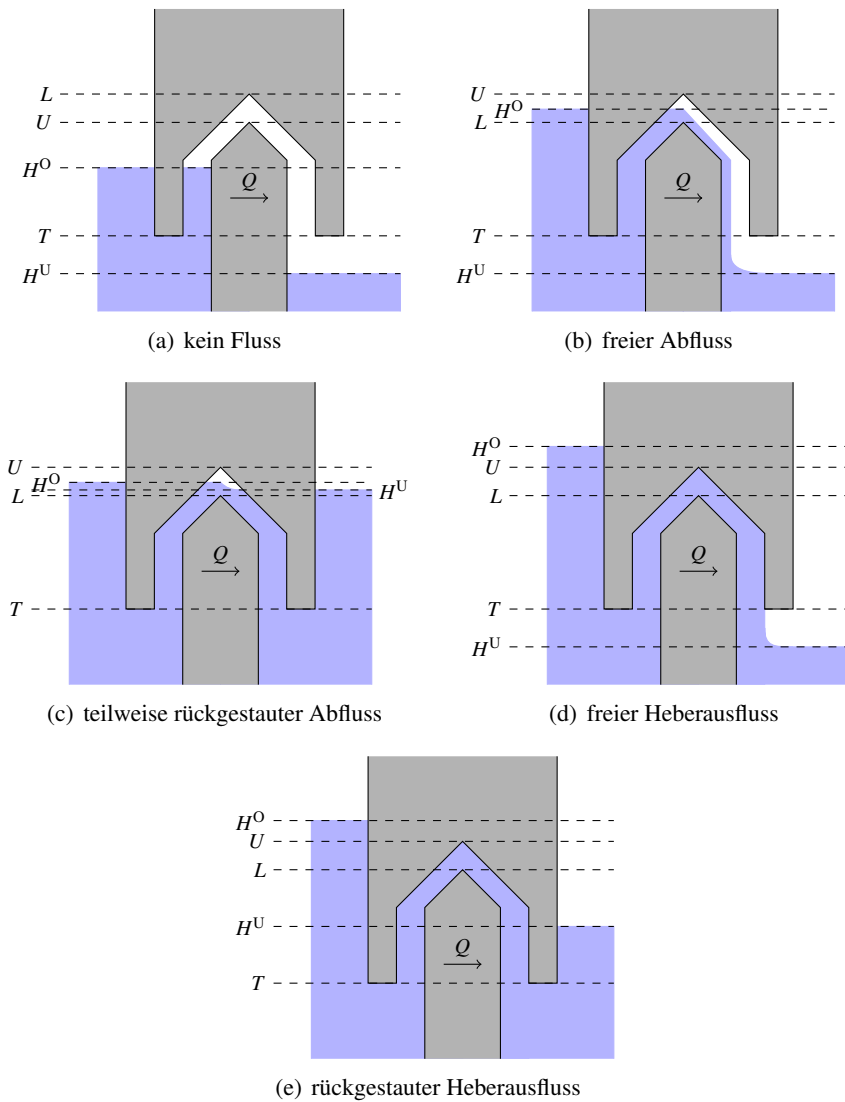 L
U
H^O
Q
T
H^U
(a) kein Fluss
U
H^O
L
Q
T
H^U
(b) freier Abfluss
U
H^O
L
H^U
Q
T
(c) teilweise rückgestauter Abfluss
H^O
U
L
Q
T
H^U
(d) freier Heberausfluss
H^O
U
L
H^U
Q
T
(e) rückgestauter Heberausfluss